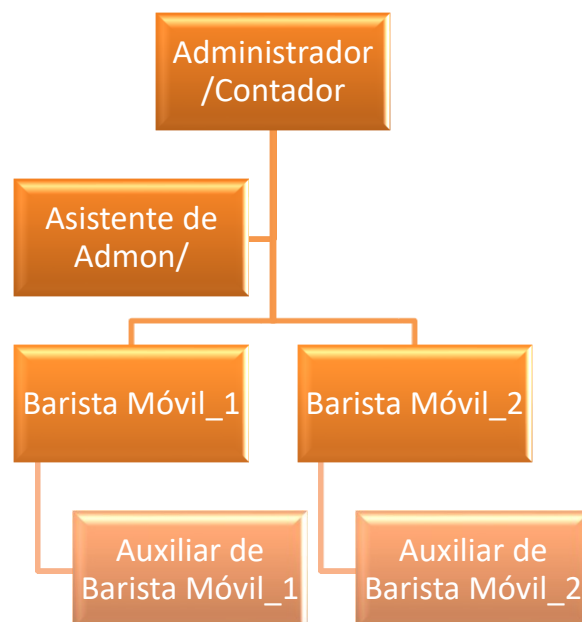 Administrador
/Contador
Asistente de
Admon/
Barista Móvil_1
Barista Móvil_2
Auxiliar de
Barista Móvil_1
Auxiliar de
Barista Móvil_2